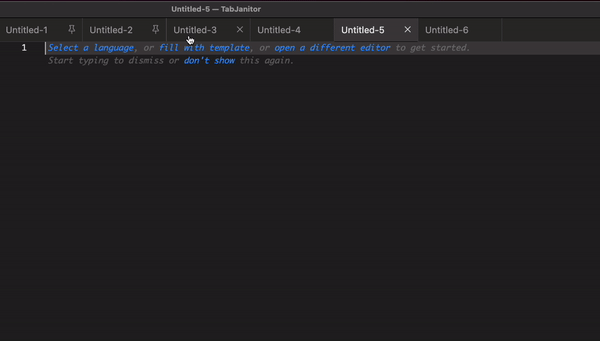 Untitled-5 — TabJanitor
Untitled-1 Untitled-2 Untitled-3 Untitled-4 Untitled-5 Untitled-6
1 Select a language, or fill with template, or open a different editor to get started.
Start typing to dismiss or don't show this again.